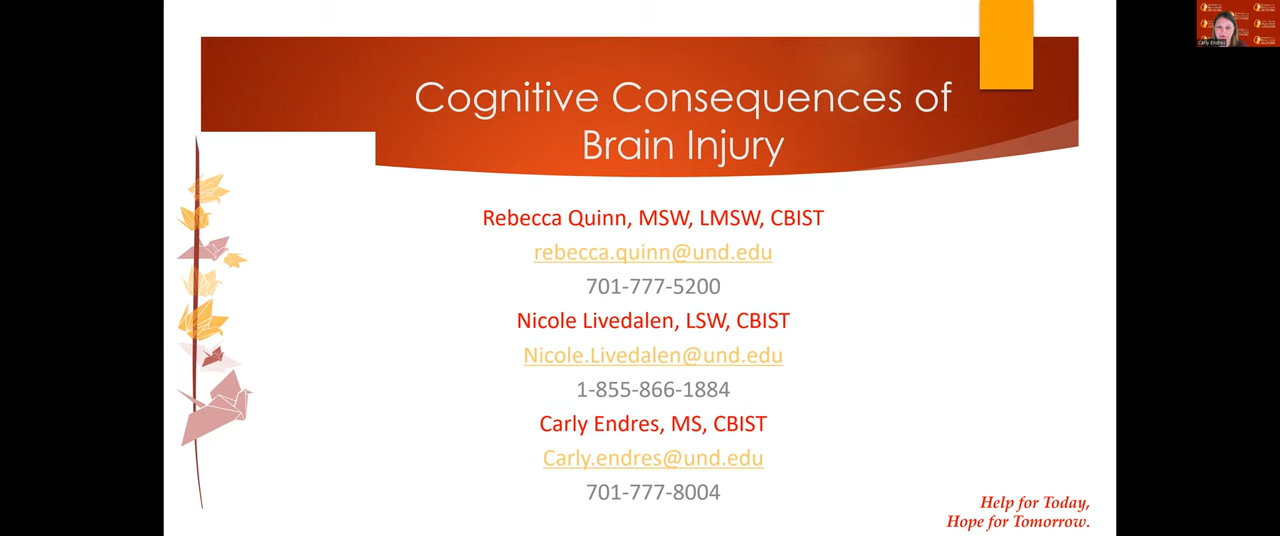 Cognitive Consequences of
Brain Injury
Rebecca Quinn, MSW, LMSW, CBIST
rebecca.quinn@und.edu
701-777-5200
Nicole Livedalen, LSW, CBIST
Nicole.Livedalen@und.edu
1-855-866-1884
Carly Endres, MS, CBIST
Carly.endres@und.edu
701-777-8004
Help for Today,
Hope for Tomorrow.
Carly Endres